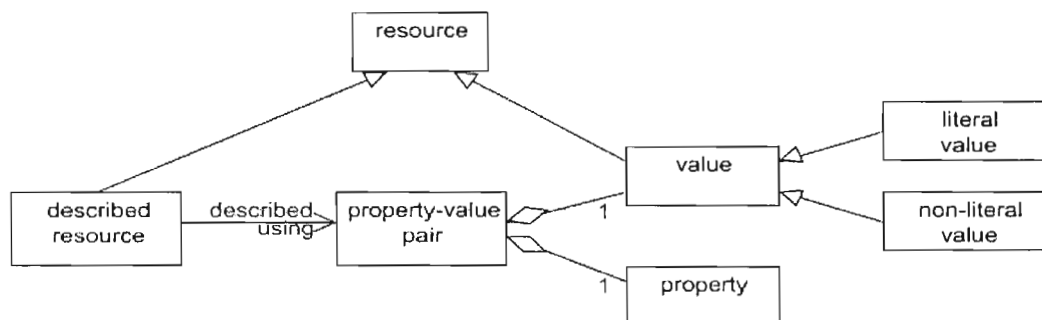 resource
literal
value
value
described
resource
described
using
property-value
pair
1
non-literal
value
1
property